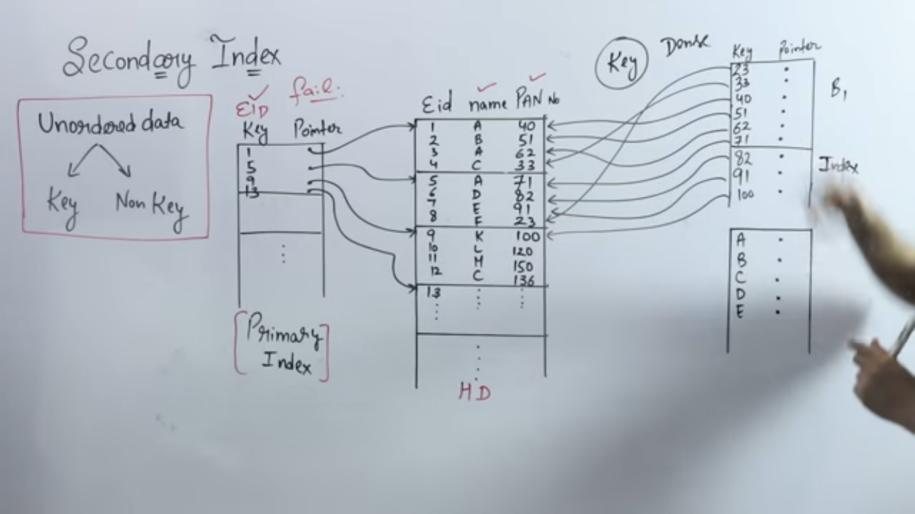 Secondary Index
Unordered data
Key Non Key
EID fail.
Key Pointer
1
5
9
13
[Primary Index]
Eid name PAN No
1 A 40
2 B 51
3 A 62
4 C 33
5 A 71
6 D 82
7 E 91
8 F 23
9 K 100
10 L 120
11 M 150
12 C 136
13
HD
Key Dense
Key Pointer
23
33
40
51
62
71
82
91
100
B1
Index
A
B
C
D
E